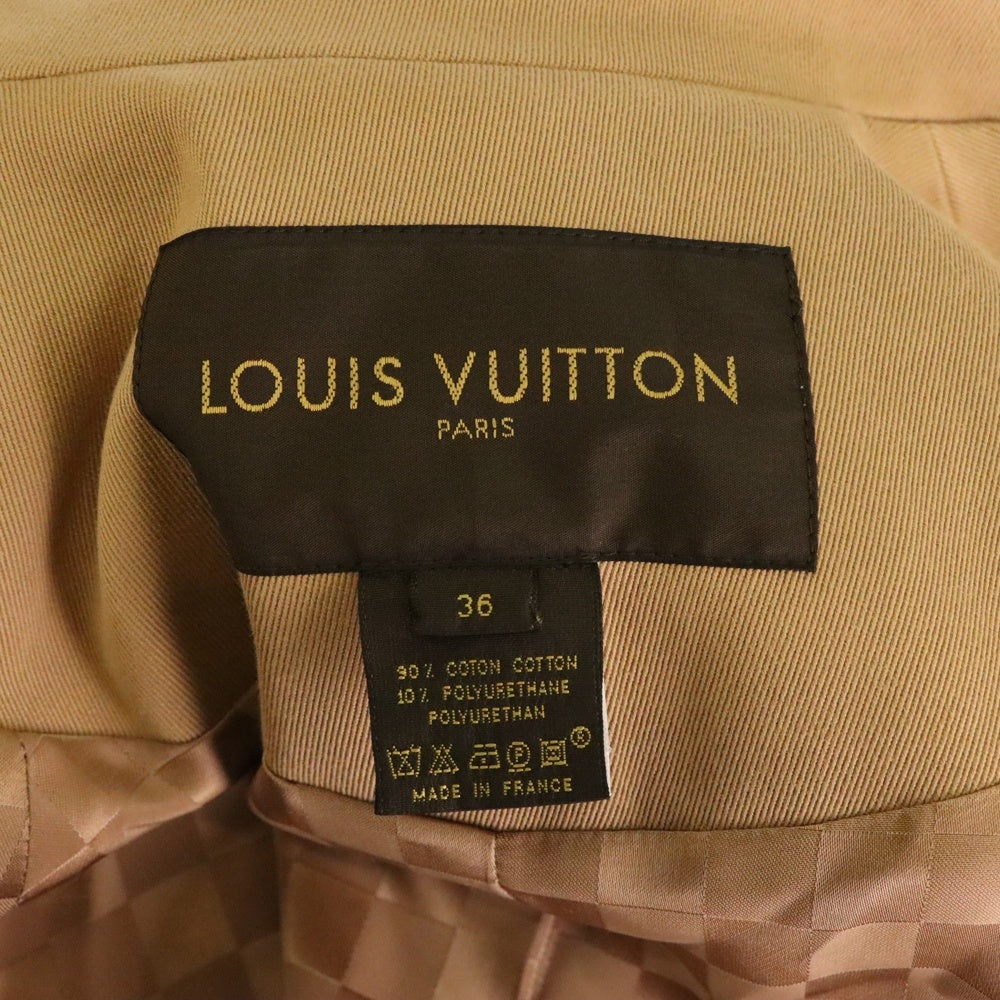 LOUIS VUITTON
PARIS
36
90% COTON COTTON
10% POLYURETHANE
POLYURETHAN
P ®
MADE IN FRANCE